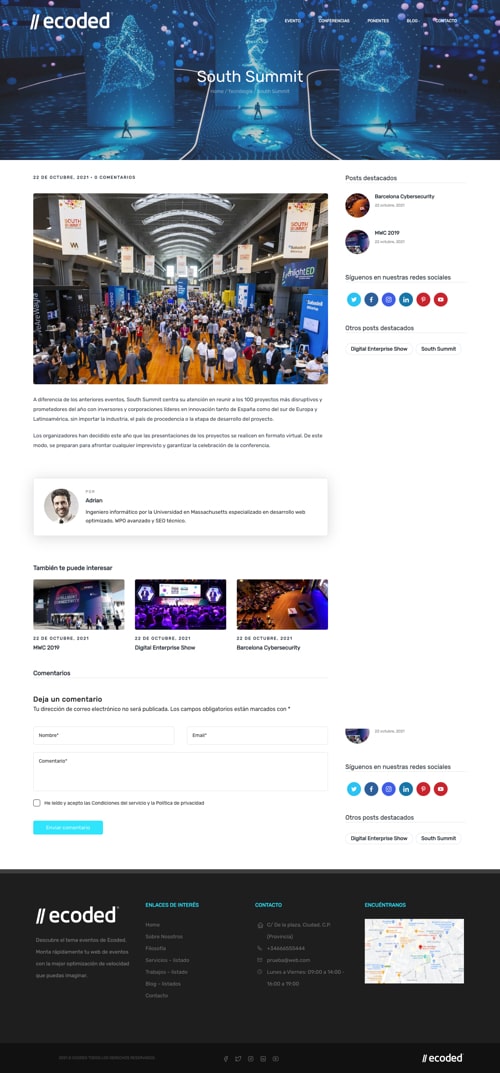 // ecoded
HOME EVENTO CONFERENCIAS PONENTES BLOG CONTACTO
South Summit
Home / Tecnología / South Summit
22 DE OCTUBRE, 2021 - 0 COMENTARIOS
SOUTH SUMMIT
Sabadell
A diferencia de los anteriores eventos, South Summit centra su atención en reunir a los 100 proyectos más disruptivos y
prometedores del año con inversores y corporaciones líderes en innovación tanto de España como del sur de Europa y
Latinoamérica, sin importar la industria, el país de procedencia o la etapa de desarrollo del proyecto.
Los organizadores han decidido este año que las presentaciones de los proyectos se realicen en formato virtual. De este
modo, se preparan para afrontar cualquier imprevisto y garantizar la celebración de la conferencia.
POR
Adrian
Ingeniero informático por la Universidad en Massachusetts especializado en desarrollo web
optimizado. WPO avanzado y SEO técnico.
También te puede interesar
22 DE OCTUBRE, 2021
MWC 2019
22 DE OCTUBRE, 2021
Digital Enterprise Show
22 DE OCTUBRE, 2021
Barcelona Cybersecurity
Comentarios
Deja un comentario
Tu dirección de correo electrónico no será publicada. Los campos obligatorios están marcados con *
Nombre*
Email*
Comentario*
He leído y acepto las Condiciones del servicio y la Política de privacidad
Enviar comentario
Posts destacados
Barcelona Cybersecurity
22 octubre, 2021
MWC 2019
22 octubre, 2021
Síguenos en nuestras redes sociales
Otros posts destacados
Digital Enterprise Show
South Summit
22 octubre, 2021
Síguenos en nuestras redes sociales
Otros posts destacados
Digital Enterprise Show
South Summit
// ecoded
Descubre el tema eventos de Ecoded.
Monta rápidamente tu web de eventos
con la mejor optimización de velocidad
que puedas imaginar.
ENLACES DE INTERÉS
Home
Sobre Nosotros
Filosofía
Servicios – listado
Trabajos – listado
Blog – listados
Contacto
CONTACTO
C/ De la plaza, Ciudad, C.P.
(Provincia)
+34666555444
prueba@web.com
Lunes a Viernes: 09:00 a 14:00 -
16:00 a 19:00
ENCUÉNTRANOS
2021 © ECODED TODOS LOS DERECHOS RESERVADOS
// ecoded